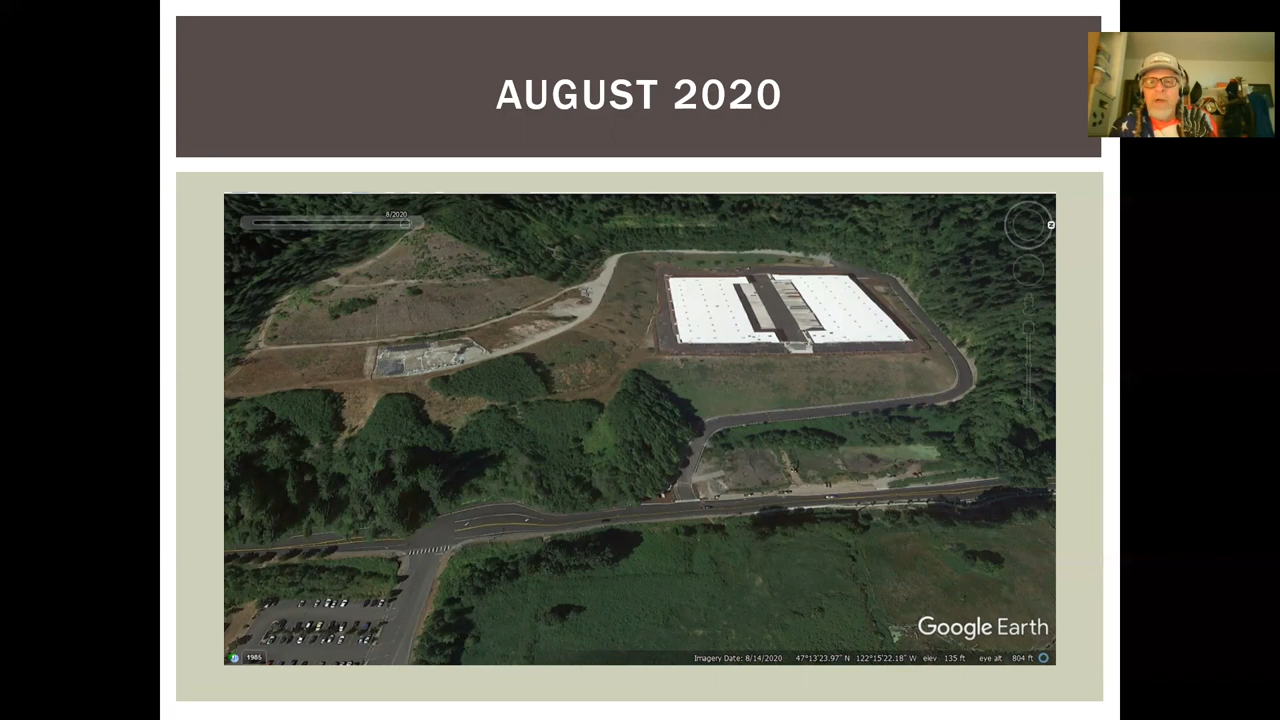 AUGUST 2020
8/2020
N
Google Earth
1985
Imagery Date: 8/14/2020 47°13'23.97" N 122°15'22.18" W elev 135 ft eye alt 804 ft